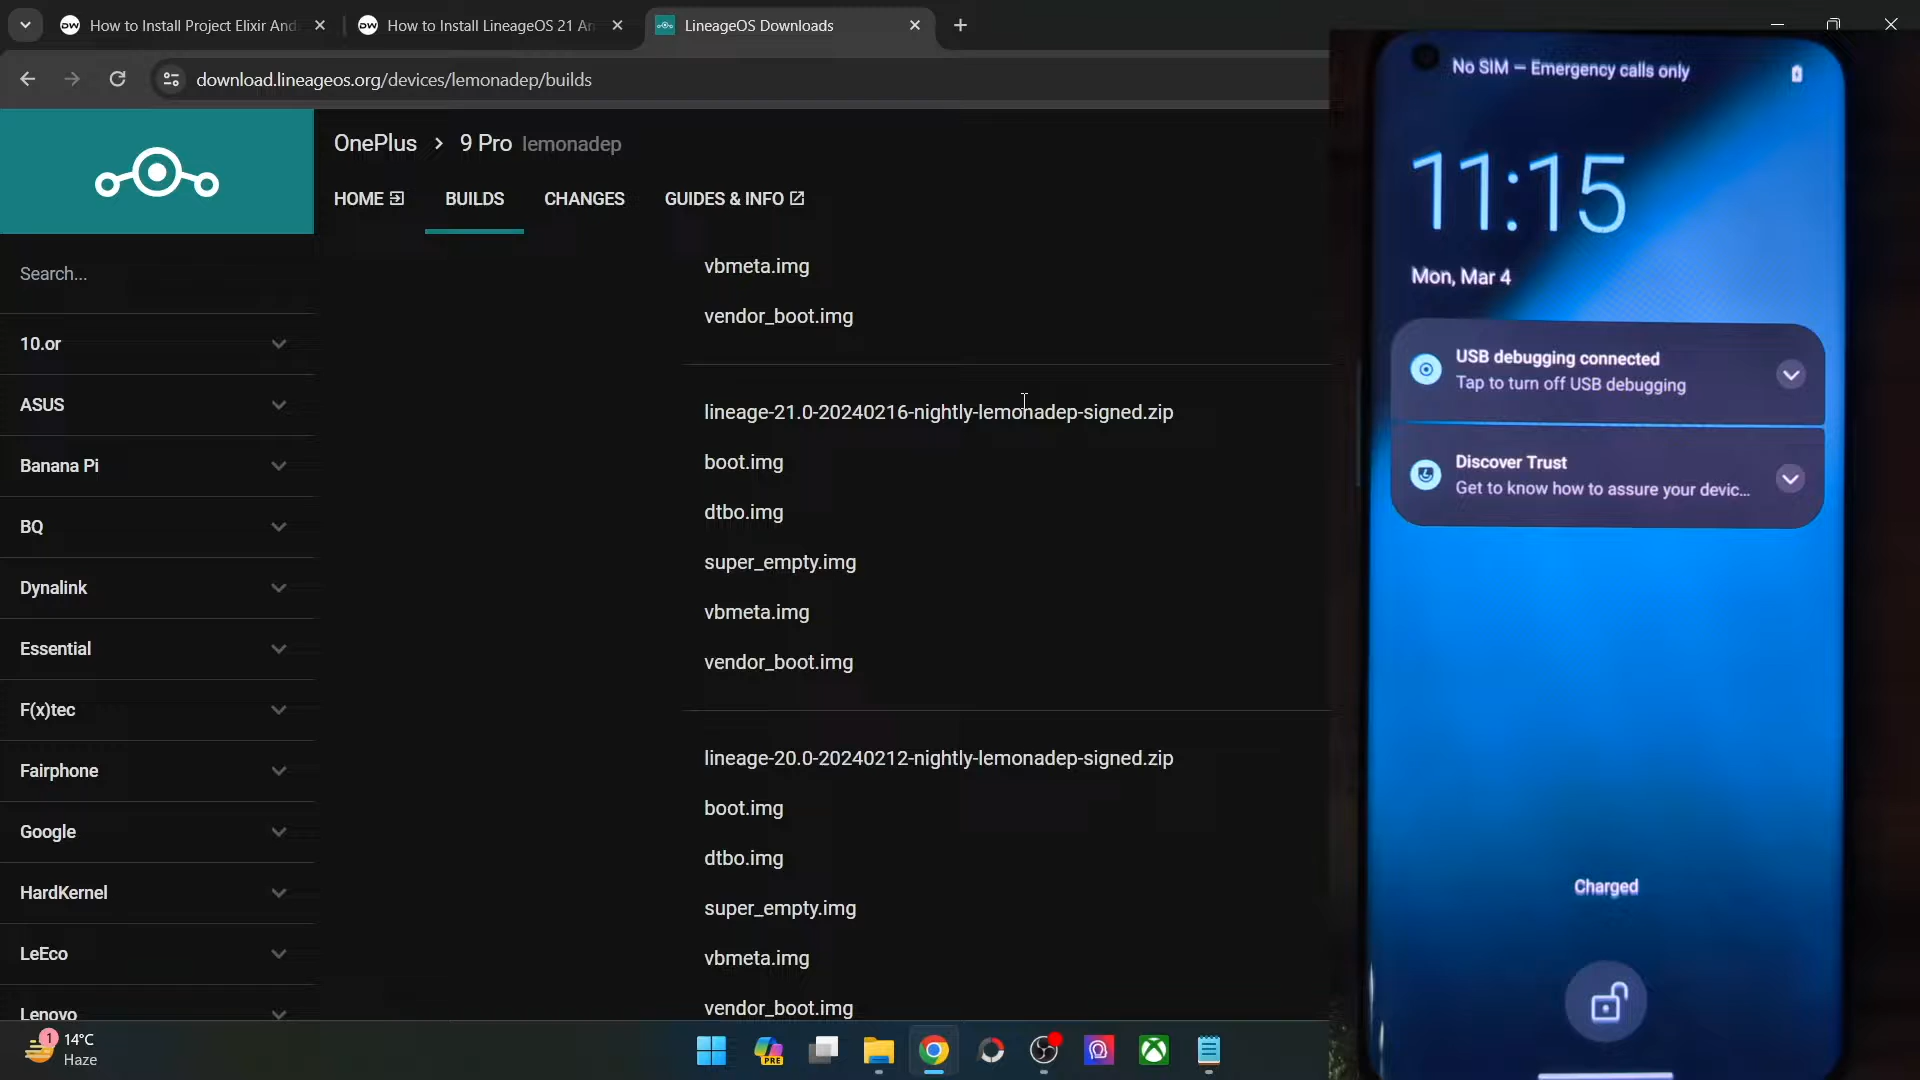 How to Install Project Elixir And
How to Install LineageOS 21 An
LineageOS Downloads
download.lineageos.org/devices/lemonadep/builds
OnePlus > 9 Pro lemonadep
HOME
BUILDS
CHANGES
GUIDES & INFO
Search...
10.or
ASUS
Banana Pi
BQ
Dynalink
Essential
F(x)tec
Fairphone
Google
HardKernel
LeEco
Lenovo
vbmeta.img
vendor_boot.img
lineage-21.0-20240216-nightly-lemonadep-signed.zip
boot.img
dtbo.img
super_empty.img
vbmeta.img
vendor_boot.img
lineage-20.0-20240212-nightly-lemonadep-signed.zip
boot.img
dtbo.img
super_empty.img
vbmeta.img
vendor_boot.img
No SIM — Emergency calls only
11:15
Mon, Mar 4
USB debugging connected
Tap to turn off USB debugging
Discover Trust
Get to know how to assure your devic...
Charged
1
14°C
Haze
PRE